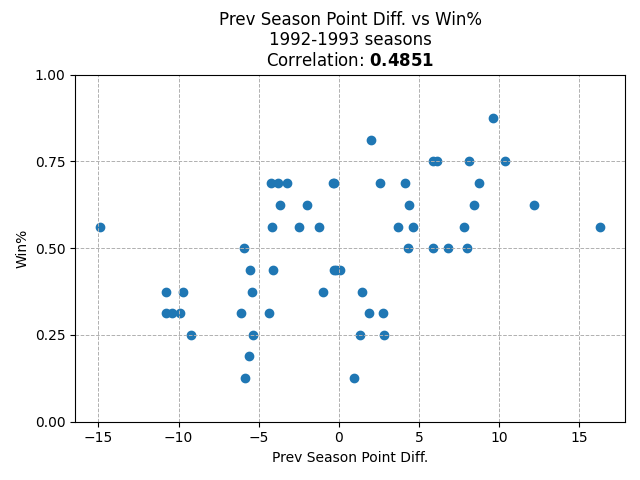 Prev Season Point Diff. vs Win%
1992-1993 seasons
Correlation: 0.4851
1.00
0.75
0.50
0.25
0.00
Win%
−15
−10
−5
0
5
10
15
Prev Season Point Diff.